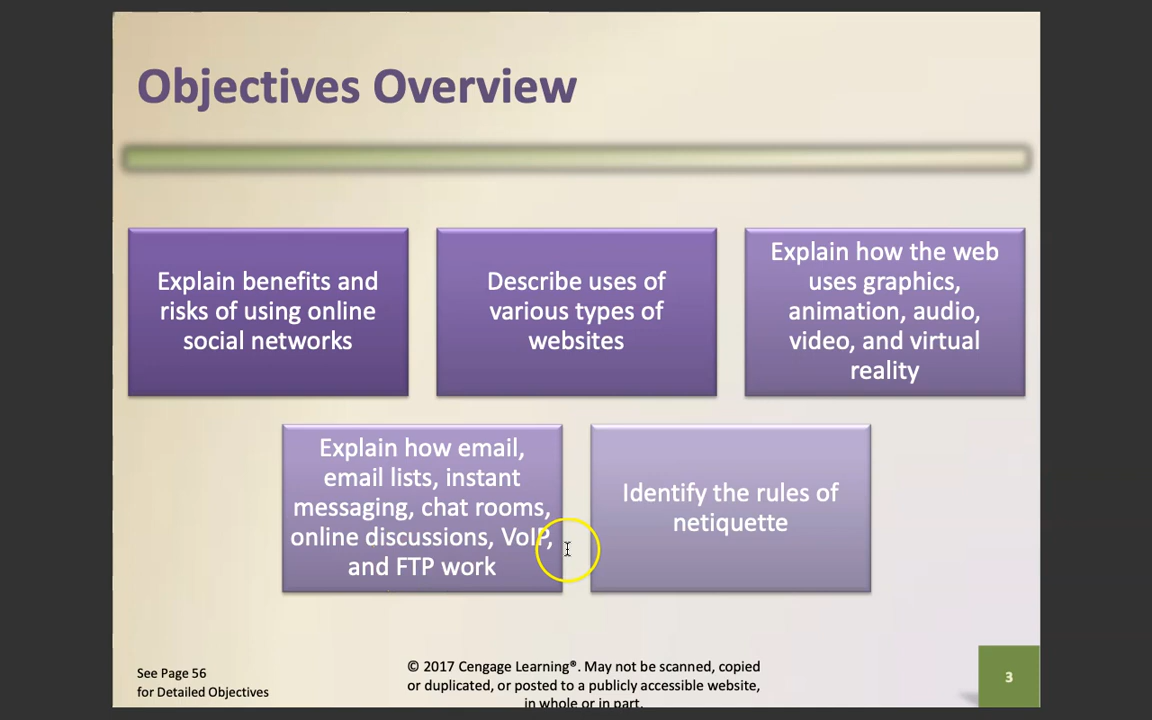 Objectives Overview
Explain benefits and
risks of using online
social networks
Describe uses of
various types of
websites
Explain how the web
uses graphics,
animation, audio,
video, and virtual
reality
Explain how email,
email lists, instant
messaging, chat rooms,
online discussions, VoIP,
and FTP work
Identify the rules of
netiquette
See Page 56
for Detailed Objectives
© 2017 Cengage Learning®. May not be scanned, copied
or duplicated, or posted to a publicly accessible website,
in whole or in part.
3